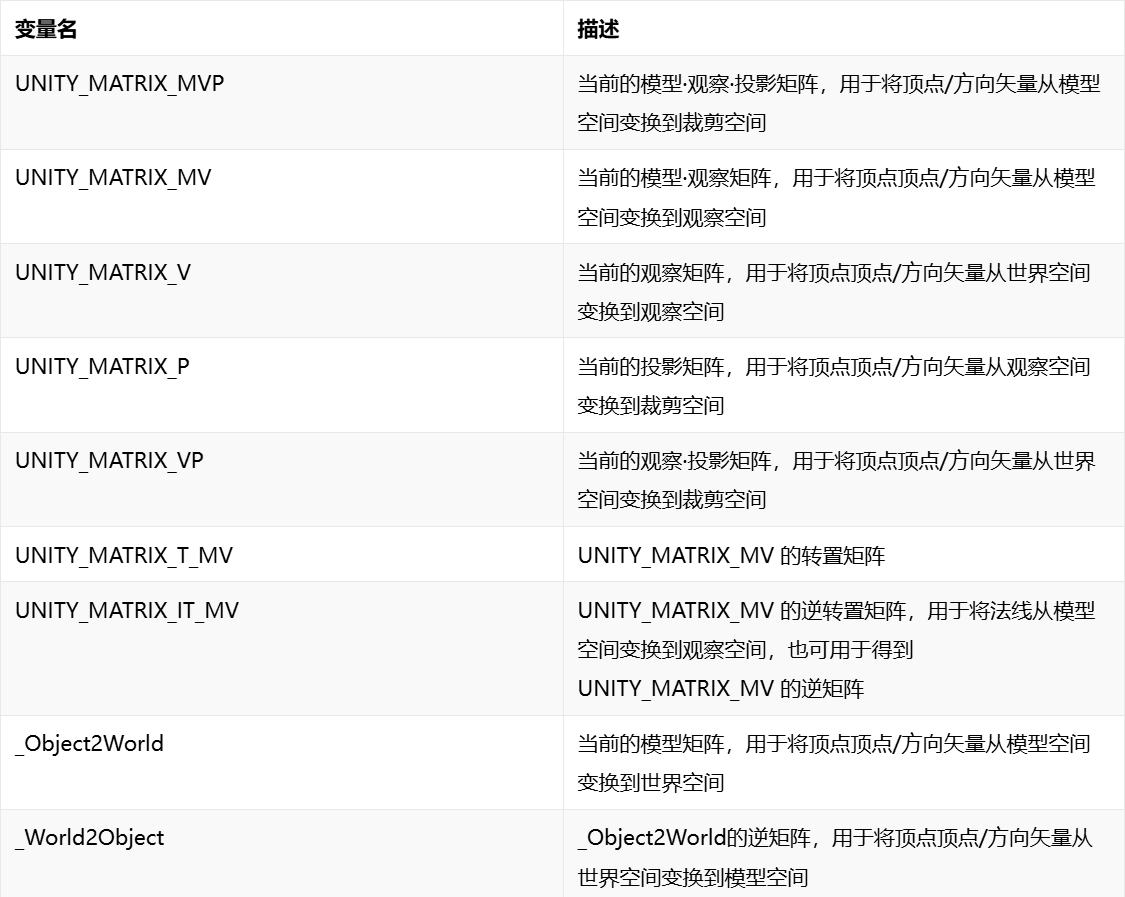 变量名
描述
UNITY_MATRIX_MVP
当前的模型·观察·投影矩阵，用于将顶点/方向矢量从模型
空间变换到裁剪空间
UNITY_MATRIX_MV
当前的模型·观察矩阵，用于将顶点顶点/方向矢量从模型
空间变换到观察空间
UNITY_MATRIX_V
当前的观察矩阵，用于将顶点顶点/方向矢量从世界空间
变换到观察空间
UNITY_MATRIX_P
当前的投影矩阵，用于将顶点顶点/方向矢量从观察空间
变换到裁剪空间
UNITY_MATRIX_VP
当前的观察·投影矩阵，用于将顶点顶点/方向矢量从世界
空间变换到裁剪空间
UNITY_MATRIX_T_MV
UNITY_MATRIX_MV 的转置矩阵
UNITY_MATRIX_IT_MV
UNITY_MATRIX_MV 的逆转置矩阵，用于将法线从模型
空间变换到观察空间，也可用于得到
UNITY_MATRIX_MV 的逆矩阵
_Object2World
当前的模型矩阵，用于将顶点顶点/方向矢量从模型空间
变换到世界空间
_World2Object
_Object2World的逆矩阵，用于将顶点顶点/方向矢量从
世界空间变换到模型空间